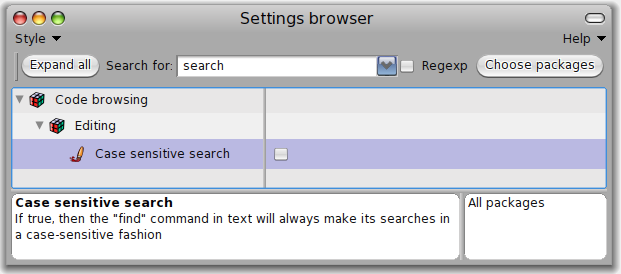 Settings browser
Style Help
Expand all Search for: search Regexp Choose packages
Code browsing
Editing
Case sensitive search
Case sensitive search
If true, then the "find" command in text will always make its searches in
a case-sensitive fashion
All packages